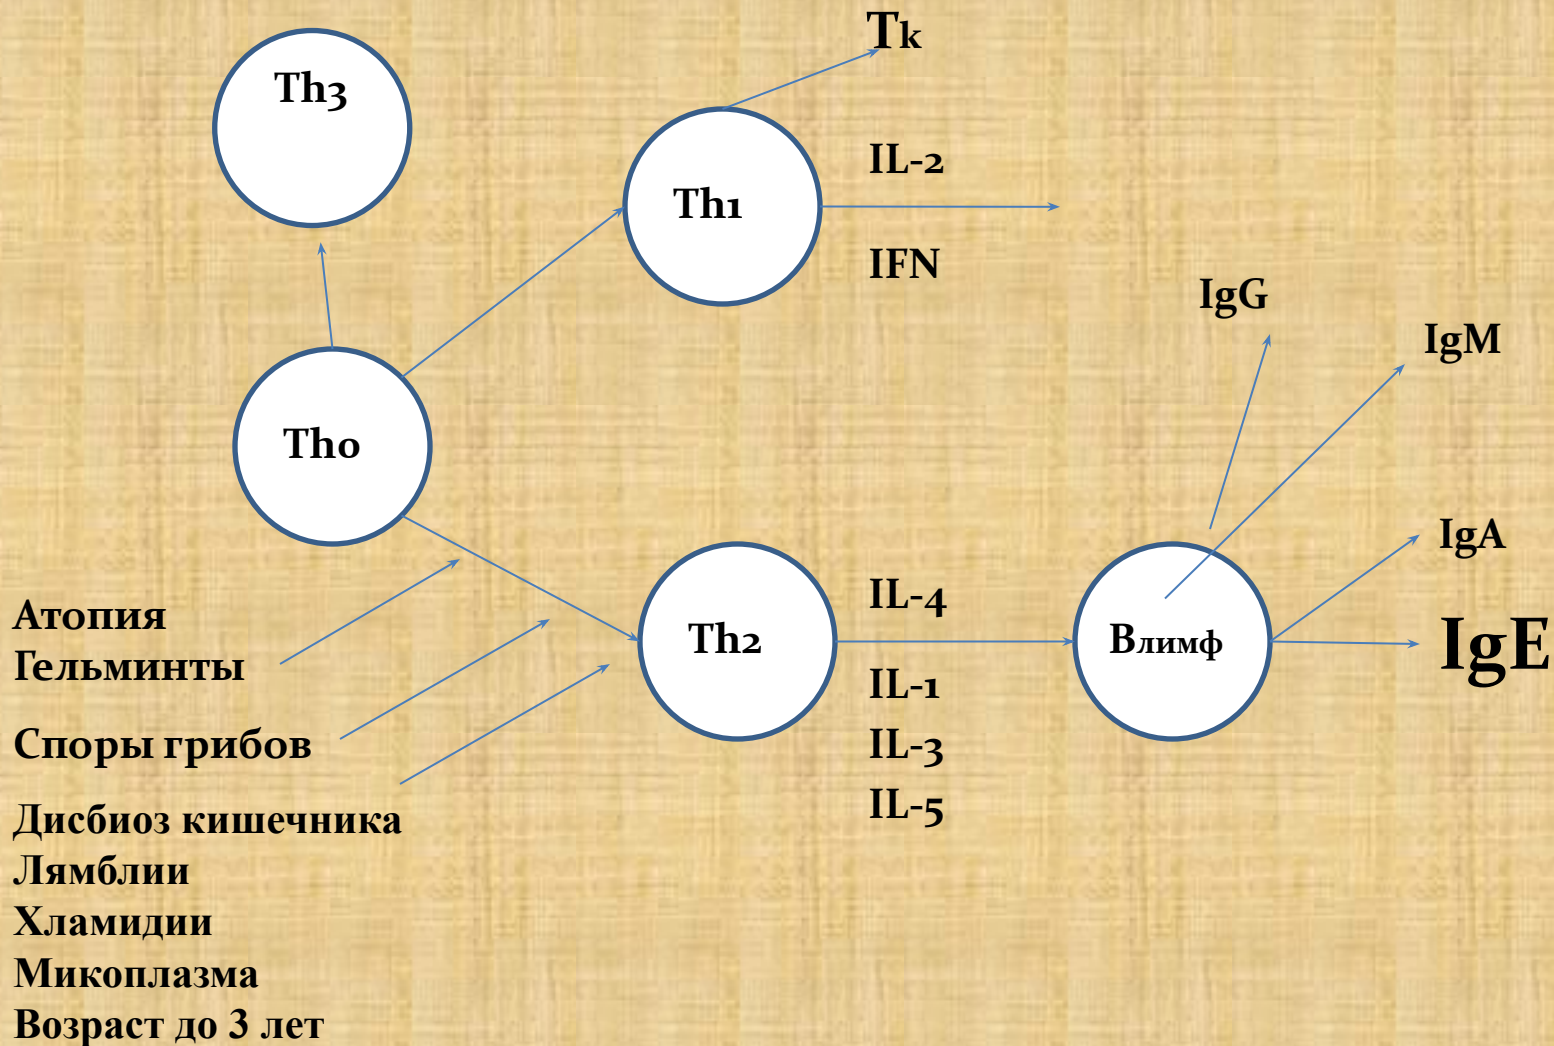 Tk
Th3
IL-2
Th1
IFN
IgG
IgM
Th0
IgA
IL-4
Атопия
Гельминты
Th2
Влимф
IgE
IL-1
Споры грибов
IL-3
IL-5
Дисбиоз кишечника
Лямблии
Хламидии
Микоплазма
Возраст до 3 лет